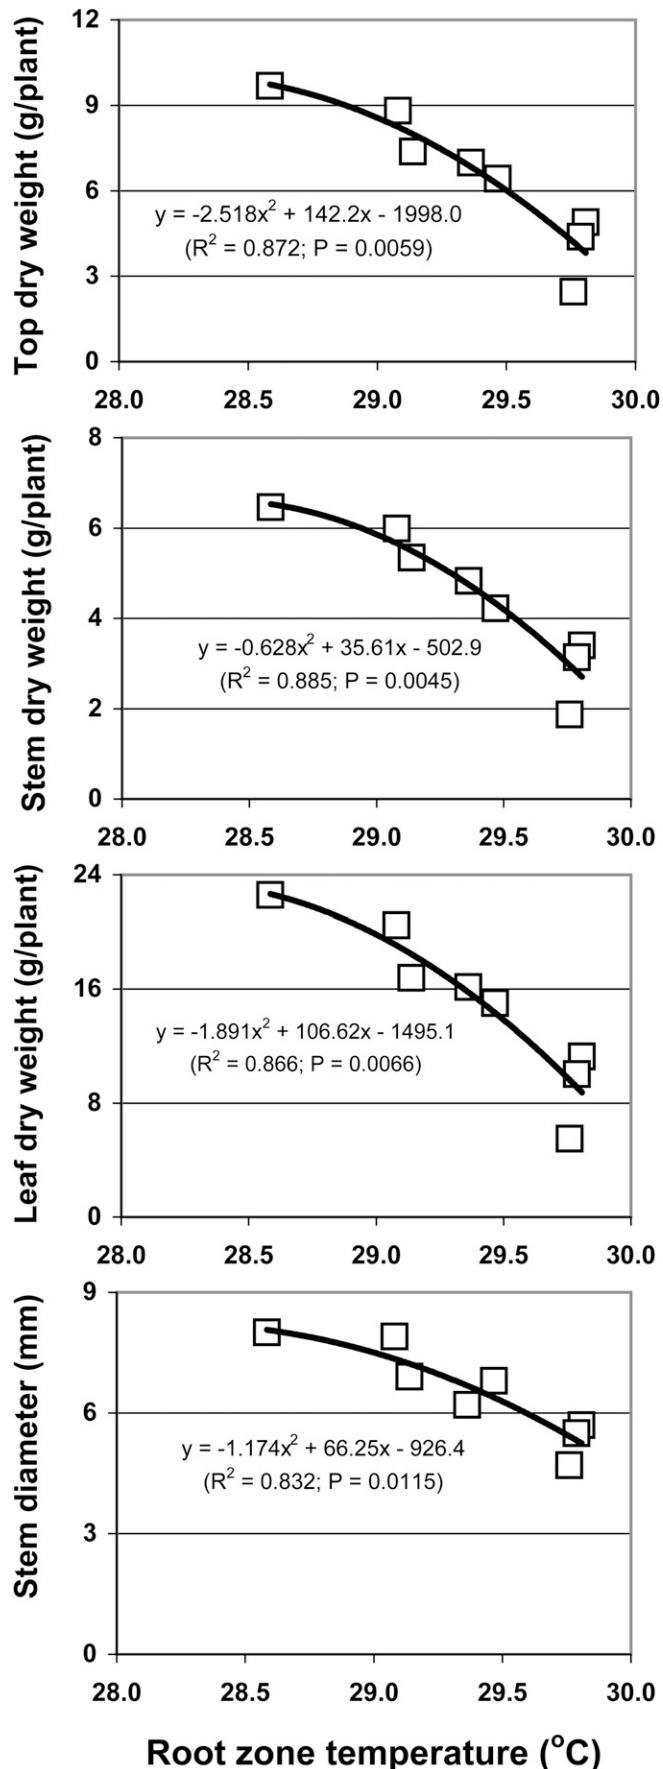 Top dry weight (g/plant)
12
9
6
3
0
y = -2.518x² + 142.2x - 1998.0
(R² = 0.872; P = 0.0059)
28.0 28.5 29.0 29.5 30.0
Stem dry weight (g/plant)
8
6
4
2
0
y = -0.628x² + 35.61x - 502.9
(R² = 0.885; P = 0.0045)
28.0 28.5 29.0 29.5 30.0
Leaf dry weight (g/plant)
24
16
8
0
y = -1.891x² + 106.62x - 1495.1
(R² = 0.866; P = 0.0066)
28.0 28.5 29.0 29.5 30.0
Stem diameter (mm)
9
6
3
0
y = -1.174x² + 66.25x - 926.4
(R² = 0.832; P = 0.0115)
28.0 28.5 29.0 29.5 30.0
Root zone temperature (°C)